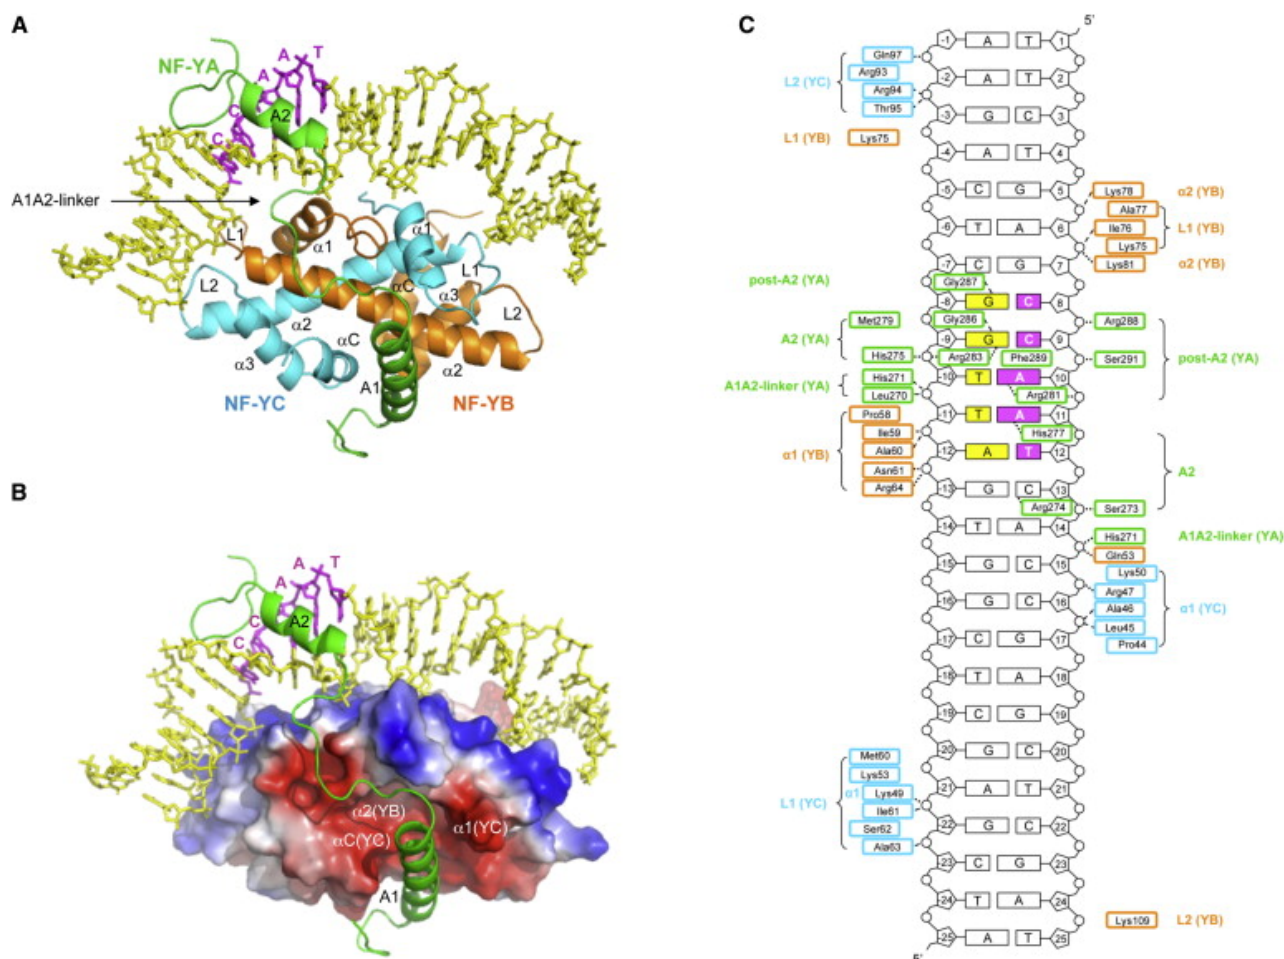 A
NF-YA
A
A
T
C
C
A2
A1A2-linker
L1
α1
α1
L1
L2
αC
α3
L2
α2
α3
αC
A1
α2
NF-YC
NF-YB
B
A
A
T
C
C
A2
α2(YB)
αC(YC)
α1(YC)
A1
C
5'
-1 A T 1
Gln97
L2 (YC)
Arg93
-2 A T 2
Arg94
Thr95
-3 G C 3
L1 (YB) Lys75
-4 A T 4
-5 C G 5
Lys78 α2 (YB)
Ala77
-6 T A 6
Ile76 L1 (YB)
Lys75
-7 C G 7
Lys81 α2 (YB)
post-A2 (YA) Gly287
-8 G C 8
Met279 Gly286 Arg288
A2 (YA)
-9 G C 9
His275 Arg283 Phe289 Ser291 post-A2 (YA)
A1A2-linker (YA) His271
-10 T A 10
Leu270 Arg281
Pro58
-11 T A 11
Ile59 His277
α1 (YB) Ala60
-12 A T 12
Asn61 A2
Arg64
-13 G C 13
Arg274 Ser273
-14 T A 14
His271 A1A2-linker (YA)
Gln53
-15 G C 15
Lys50
Arg47
-16 G C 16
Ala46 α1 (YC)
Leu45
-17 C G 17
Pro44
-18 T A 18
-19 C G 19
-20 G C 20
Met60
Lys53
-21 A T 21
L1 (YC) α1 Lys49
Ile61
-22 G C 22
Ser62
Ala63
-23 C G 23
-24 T A 24
Lys109 L2 (YB)
-25 A T 25
5'